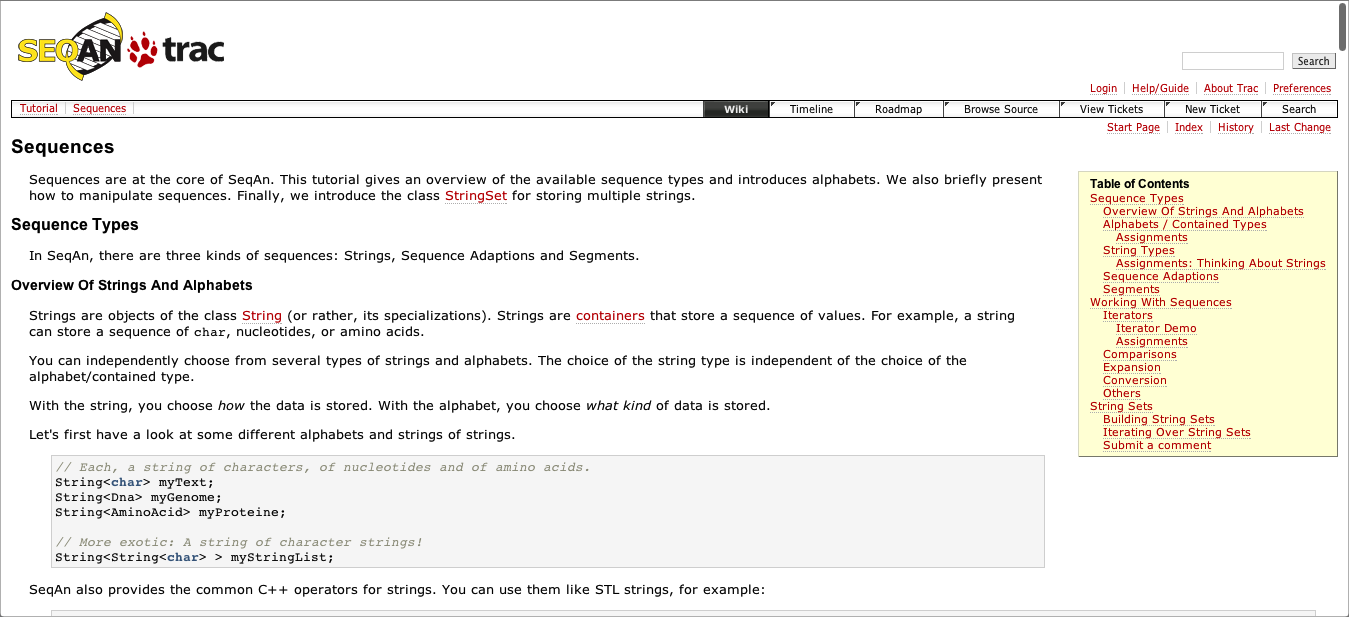 SEQAN trac
Search
Login Help/Guide About Trac Preferences
Tutorial Sequences Wiki Timeline Roadmap Browse Source View Tickets New Ticket Search
Start Page Index History Last Change
Sequences
Sequences are at the core of SeqAn. This tutorial gives an overview of the available sequence types and introduces alphabets. We also briefly present
how to manipulate sequences. Finally, we introduce the class StringSet for storing multiple strings.
Sequence Types
In SeqAn, there are three kinds of sequences: Strings, Sequence Adaptions and Segments.
Overview Of Strings And Alphabets
Strings are objects of the class String (or rather, its specializations). Strings are containers that store a sequence of values. For example, a string
can store a sequence of char, nucleotides, or amino acids.
You can independently choose from several types of strings and alphabets. The choice of the string type is independent of the choice of the
alphabet/contained type.
With the string, you choose how the data is stored. With the alphabet, you choose what kind of data is stored.
Let's first have a look at some different alphabets and strings of strings.
// Each, a string of characters, of nucleotides and of amino acids.
String<char> myText;
String<Dna> myGenome;
String<AminoAcid> myProteine;
// More exotic: A string of character strings!
String<String<char> > myStringList;
SeqAn also provides the common C++ operators for strings. You can use them like STL strings, for example:
Table of Contents
Sequence Types
Overview Of Strings And Alphabets
Alphabets / Contained Types
Assignments
String Types
Assignments: Thinking About Strings
Sequence Adaptions
Segments
Working With Sequences
Iterators
Iterator Demo
Assignments
Comparisons
Expansion
Conversion
Others
String Sets
Building String Sets
Iterating Over String Sets
Submit a comment